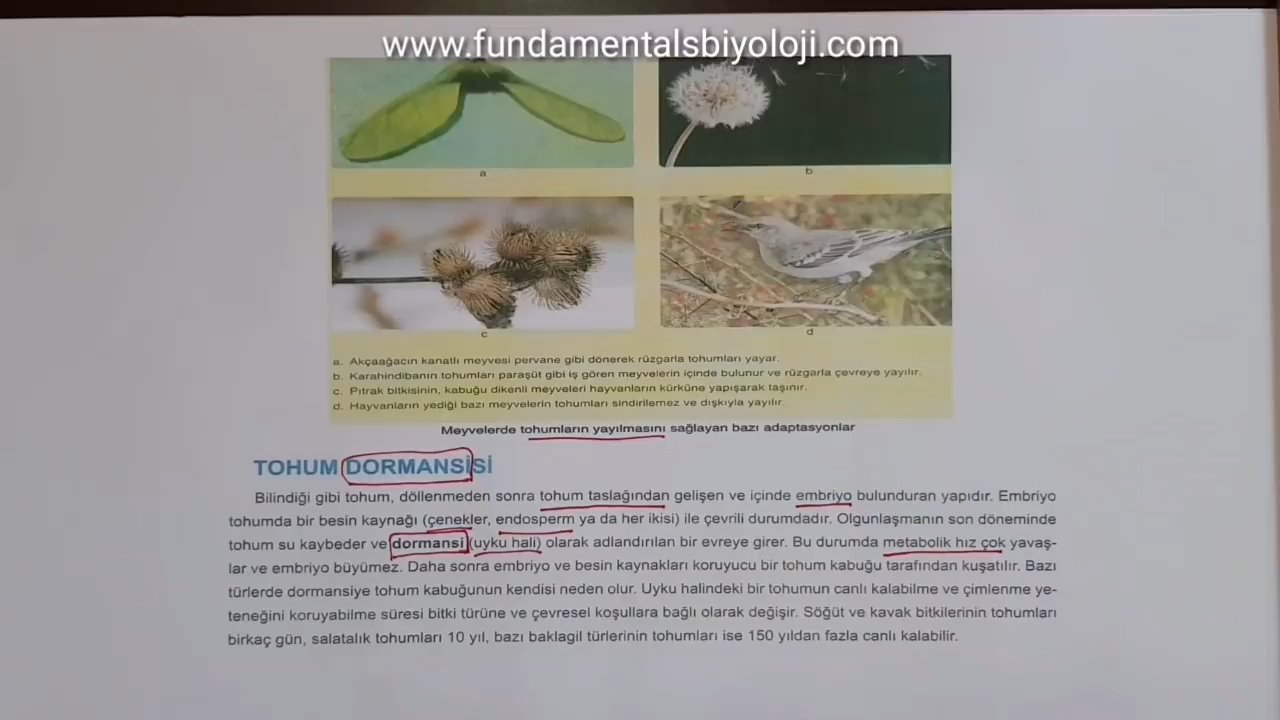 www.fundamentalsbiyoloji.com
a
b
c
d
a. Akçaağacın kanatlı meyvesi pervane gibi dönerek rüzgarla tohumları yayar.
b. Karahindibanın tohumları paraşüt gibi iş gören meyvelerin içinde bulunur ve rüzgarla çevreye yayılır.
c. Pıtrak bitkisinin, kabuğu dikenli meyveleri hayvanların kürküne yapışarak taşınır.
d. Hayvanların yediği bazı meyvelerin tohumları sindirilemez ve dışkıyla yayılır.
Meyvelerde tohumların yayılmasını sağlayan bazı adaptasyonlar
TOHUM DORMANSİSİ
Bilindiği gibi tohum, döllenmeden sonra tohum taslağından gelişen ve içinde embriyo bulunduran yapıdır. Embriyo
tohumda bir besin kaynağı (çenekler, endosperm ya da her ikisi) ile çevrili durumdadır. Olgunlaşmanın son döneminde
tohum su kaybeder ve dormansi (uyku hali) olarak adlandırılan bir evreye girer. Bu durumda metabolik hız çok yavaş-
lar ve embriyo büyümez. Daha sonra embriyo ve besin kaynakları koruyucu bir tohum kabuğu tarafından kuşatılır. Bazı
türlerde dormansiye tohum kabuğunun kendisi neden olur. Uyku halindeki bir tohumun canlı kalabilme ve çimlenme ye-
teneğini koruyabilme süresi bitki türüne ve çevresel koşullara bağlı olarak değişir. Söğüt ve kavak bitkilerinin tohumları
birkaç gün, salatalık tohumları 10 yıl, bazı baklagil türlerinin tohumları ise 150 yıldan fazla canlı kalabilir.